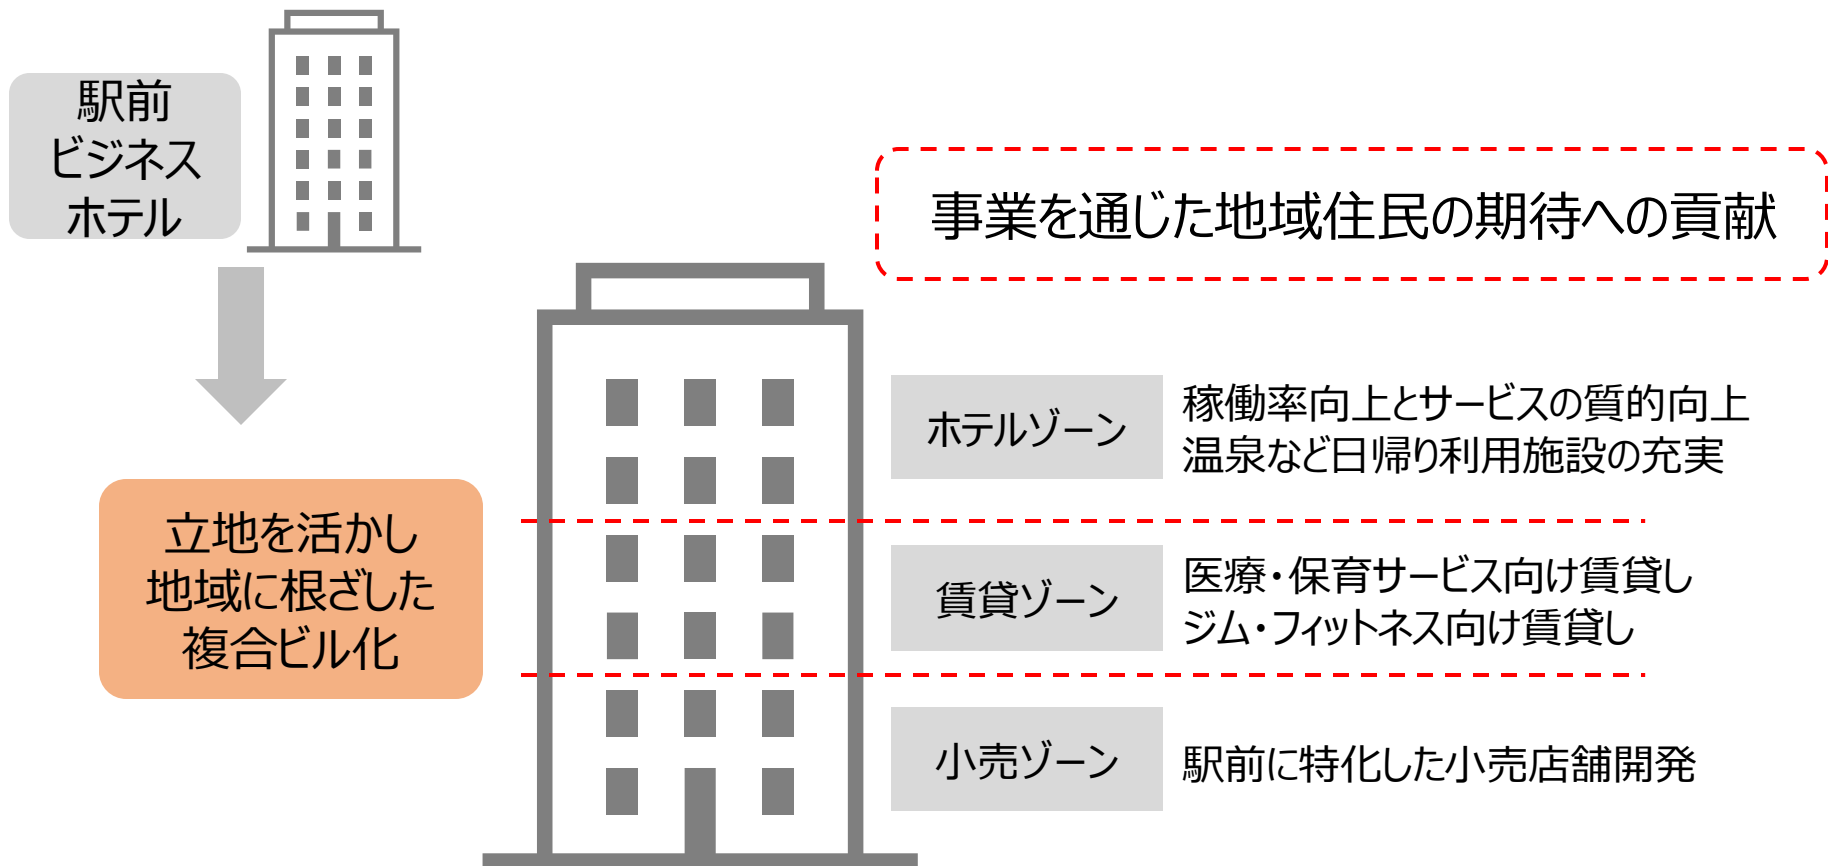 駅前
ビジネス
ホテル
事業を通じた地域住民の期待への貢献
立地を活かし
地域に根ざした
複合ビル化
ホテルゾーン
稼働率向上とサービスの質的向上
温泉など日帰り利用施設の充実
賃貸ゾーン
医療・保育サービス向け賃貸し
ジム・フィットネス向け賃貸し
小売ゾーン
駅前に特化した小売店舗開発